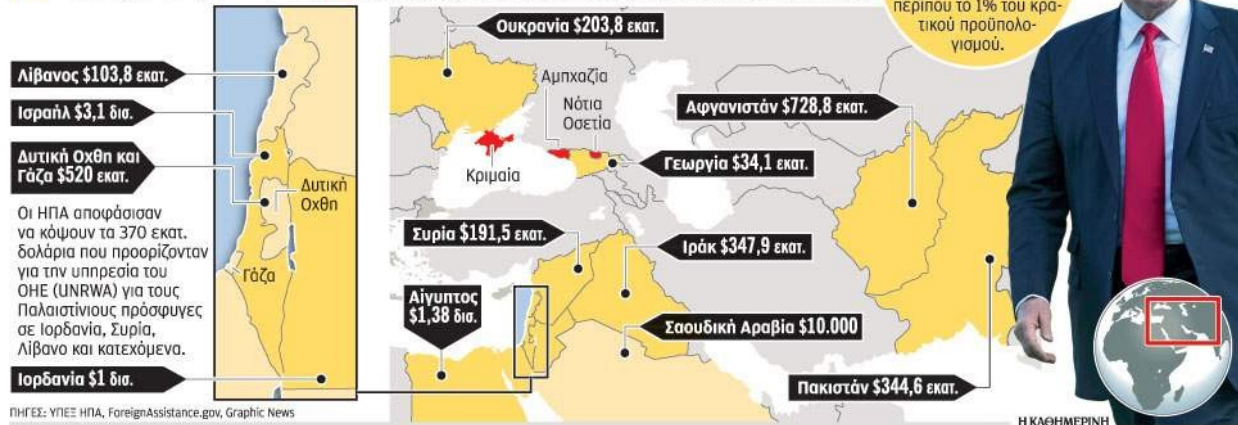 περίπου το 1% του κρα-
τικού προϋπολο-
γισμού.
Ουκρανία $203,8 εκατ.
Λίβανος $103,8 εκατ.
Αμπχαζία
Ισραήλ $3,1 δισ.
Νότια
Οσετία
Αφγανιστάν $728,8 εκατ.
Δυτική Οχθη και
Γάζα $520 εκατ.
Γεωργία $34,1 εκατ.
Κριμαία
Δυτική
Οχθη
Οι ΗΠΑ αποφάσισαν
να κόψουν τα 370 εκατ.
δολάρια που προορίζονταν
για την υπηρεσία του
ΟΗΕ (UNRWA) για τους
Παλαιστίνιους πρόσφυγες
σε Ιορδανία, Συρία,
Λίβανο και κατεχόμενα.
Συρία $191,5 εκατ.
Ιράκ $347,9 εκατ.
Γάζα
Αίγυπτος
$1,38 δισ.
Σαουδική Αραβία $10.000
Ιορδανία $1 δισ.
Πακιστάν $344,6 εκατ.
ΠΗΓΕΣ: ΥΠΕΞ ΗΠΑ, ForeignAssistance.gov, Graphic News
Η ΚΑΘΗΜΕΡΙΝΗ